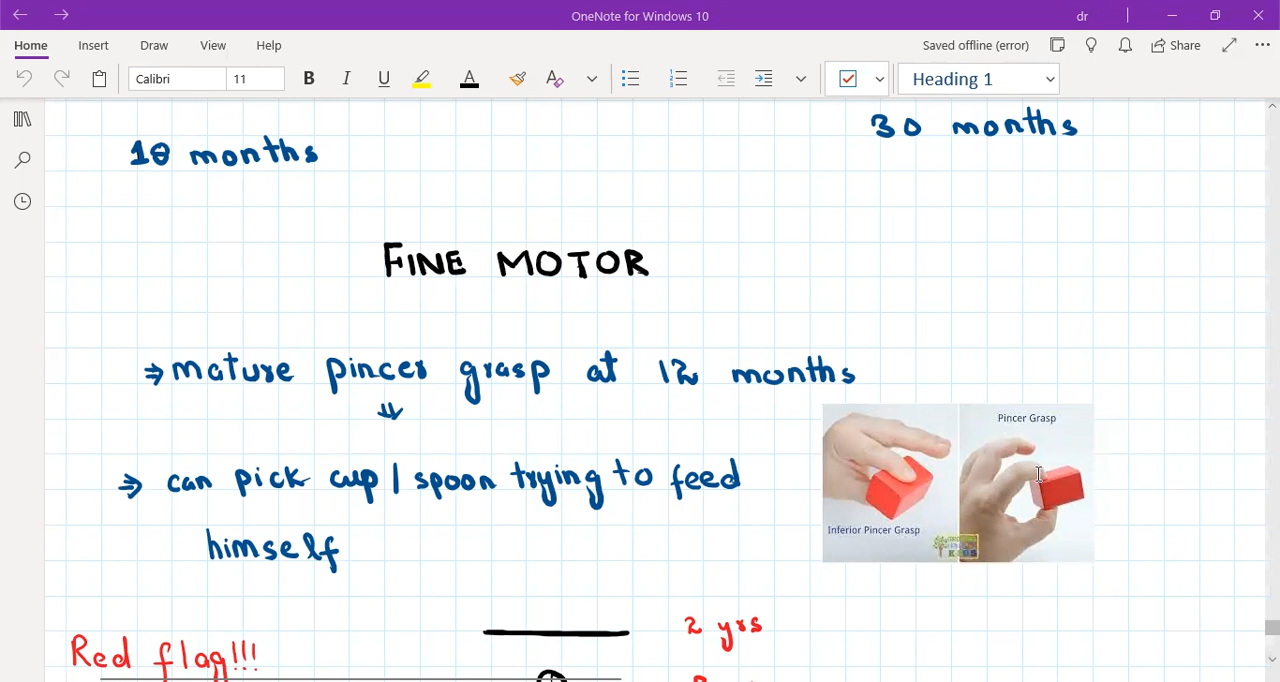 OneNote for Windows 10
dr
Home Insert Draw View Help
Saved offline (error)
Share
Calibri 11 B I U A A Heading 1
18 months
30 months
FINE MOTOR
⇒ mature pincer grasp at 12 months
⇒ can pick cup / spoon trying to feed
himself
Pincer Grasp
Inferior Pincer Grasp
Red flag!!!
2 yrs